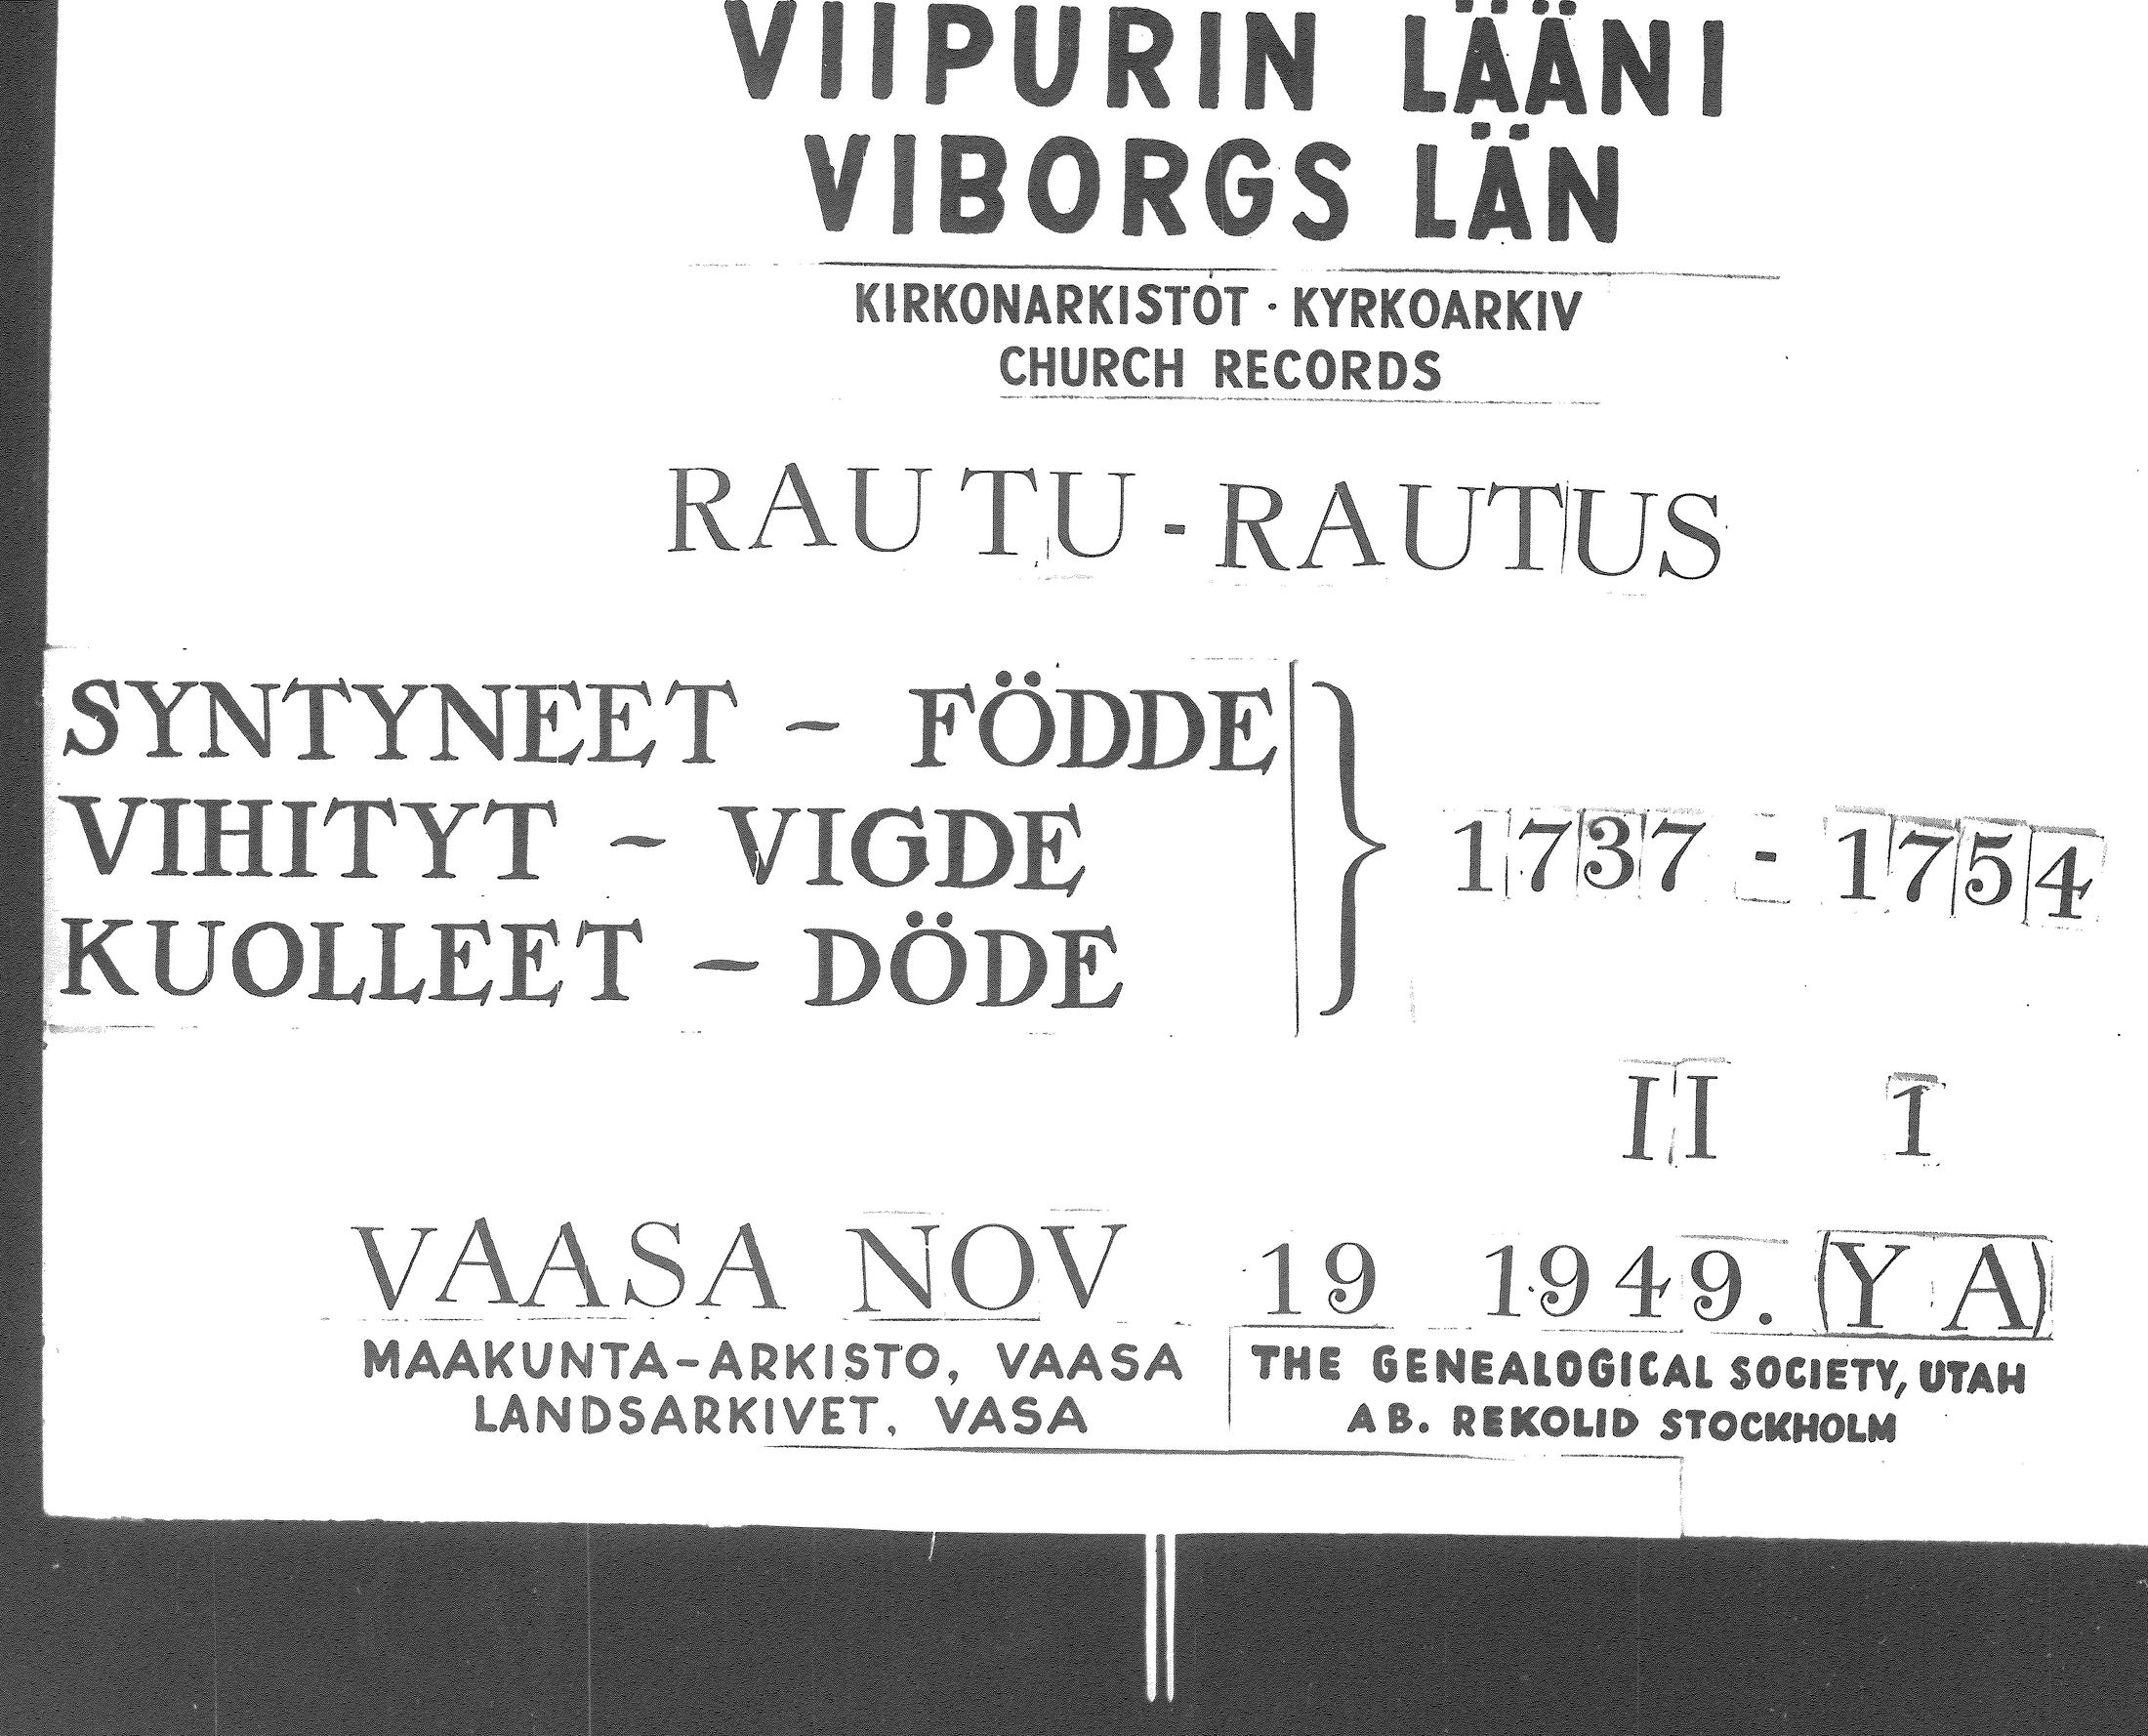 VIIPURIN LÄÄNI
VIBORGS LÄN
KIRKONARKISTOT · KYRKOARKIV
CHURCH RECORDS
RAUTU - RAUTUS
SYNTYNEET - FÖDDE
VIHITYT - VIGDE
KUOLLEET - DÖDE
} 1737 - 1754
II 1
VAASA NOV 19 1949. (Y A)
MAAKUNTA-ARKISTO, VAASA
LANDSARKIVET, VASA
THE GENEALOGICAL SOCIETY, UTAH
AB. REKOLID STOCKHOLM